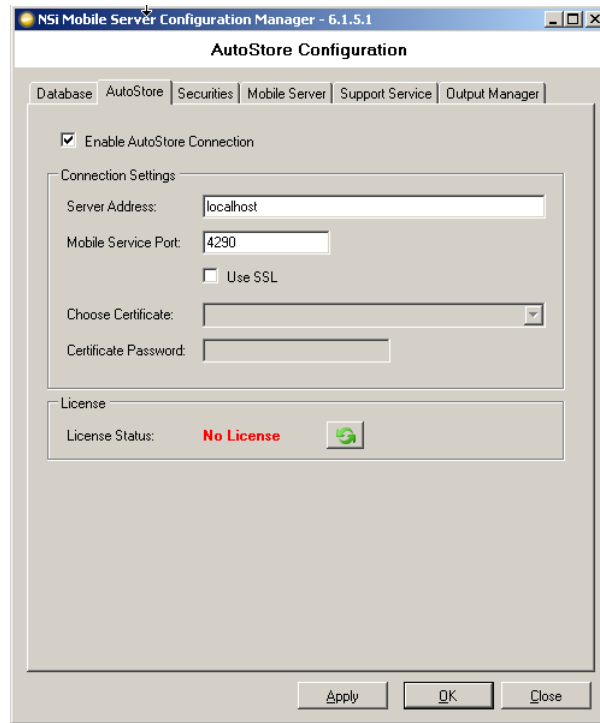 NSi Mobile Server Configuration Manager - 6.1.5.1
AutoStore Configuration
Database AutoStore Securities Mobile Server Support Service Output Manager
Enable AutoStore Connection
Connection Settings
Server Address: localhost
Mobile Service Port: 4290
Use SSL
Choose Certificate:
Certificate Password:
License
License Status: No License
Apply OK Close